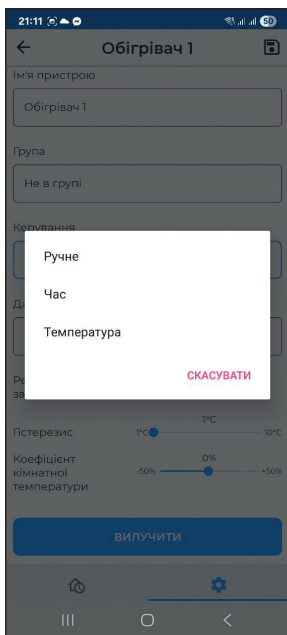 21:11
50
Обігрівач 1
Ім'я пристрою
Обігрівач 1
Група
Не в групі
Керування
Ручне
Час
Температура
СКАСУВАТИ
1°C
Гістерезис 1°C 10°C
0%
Коефіцієнт
кімнатної -50% +50%
температури
ВИЛУЧИТИ